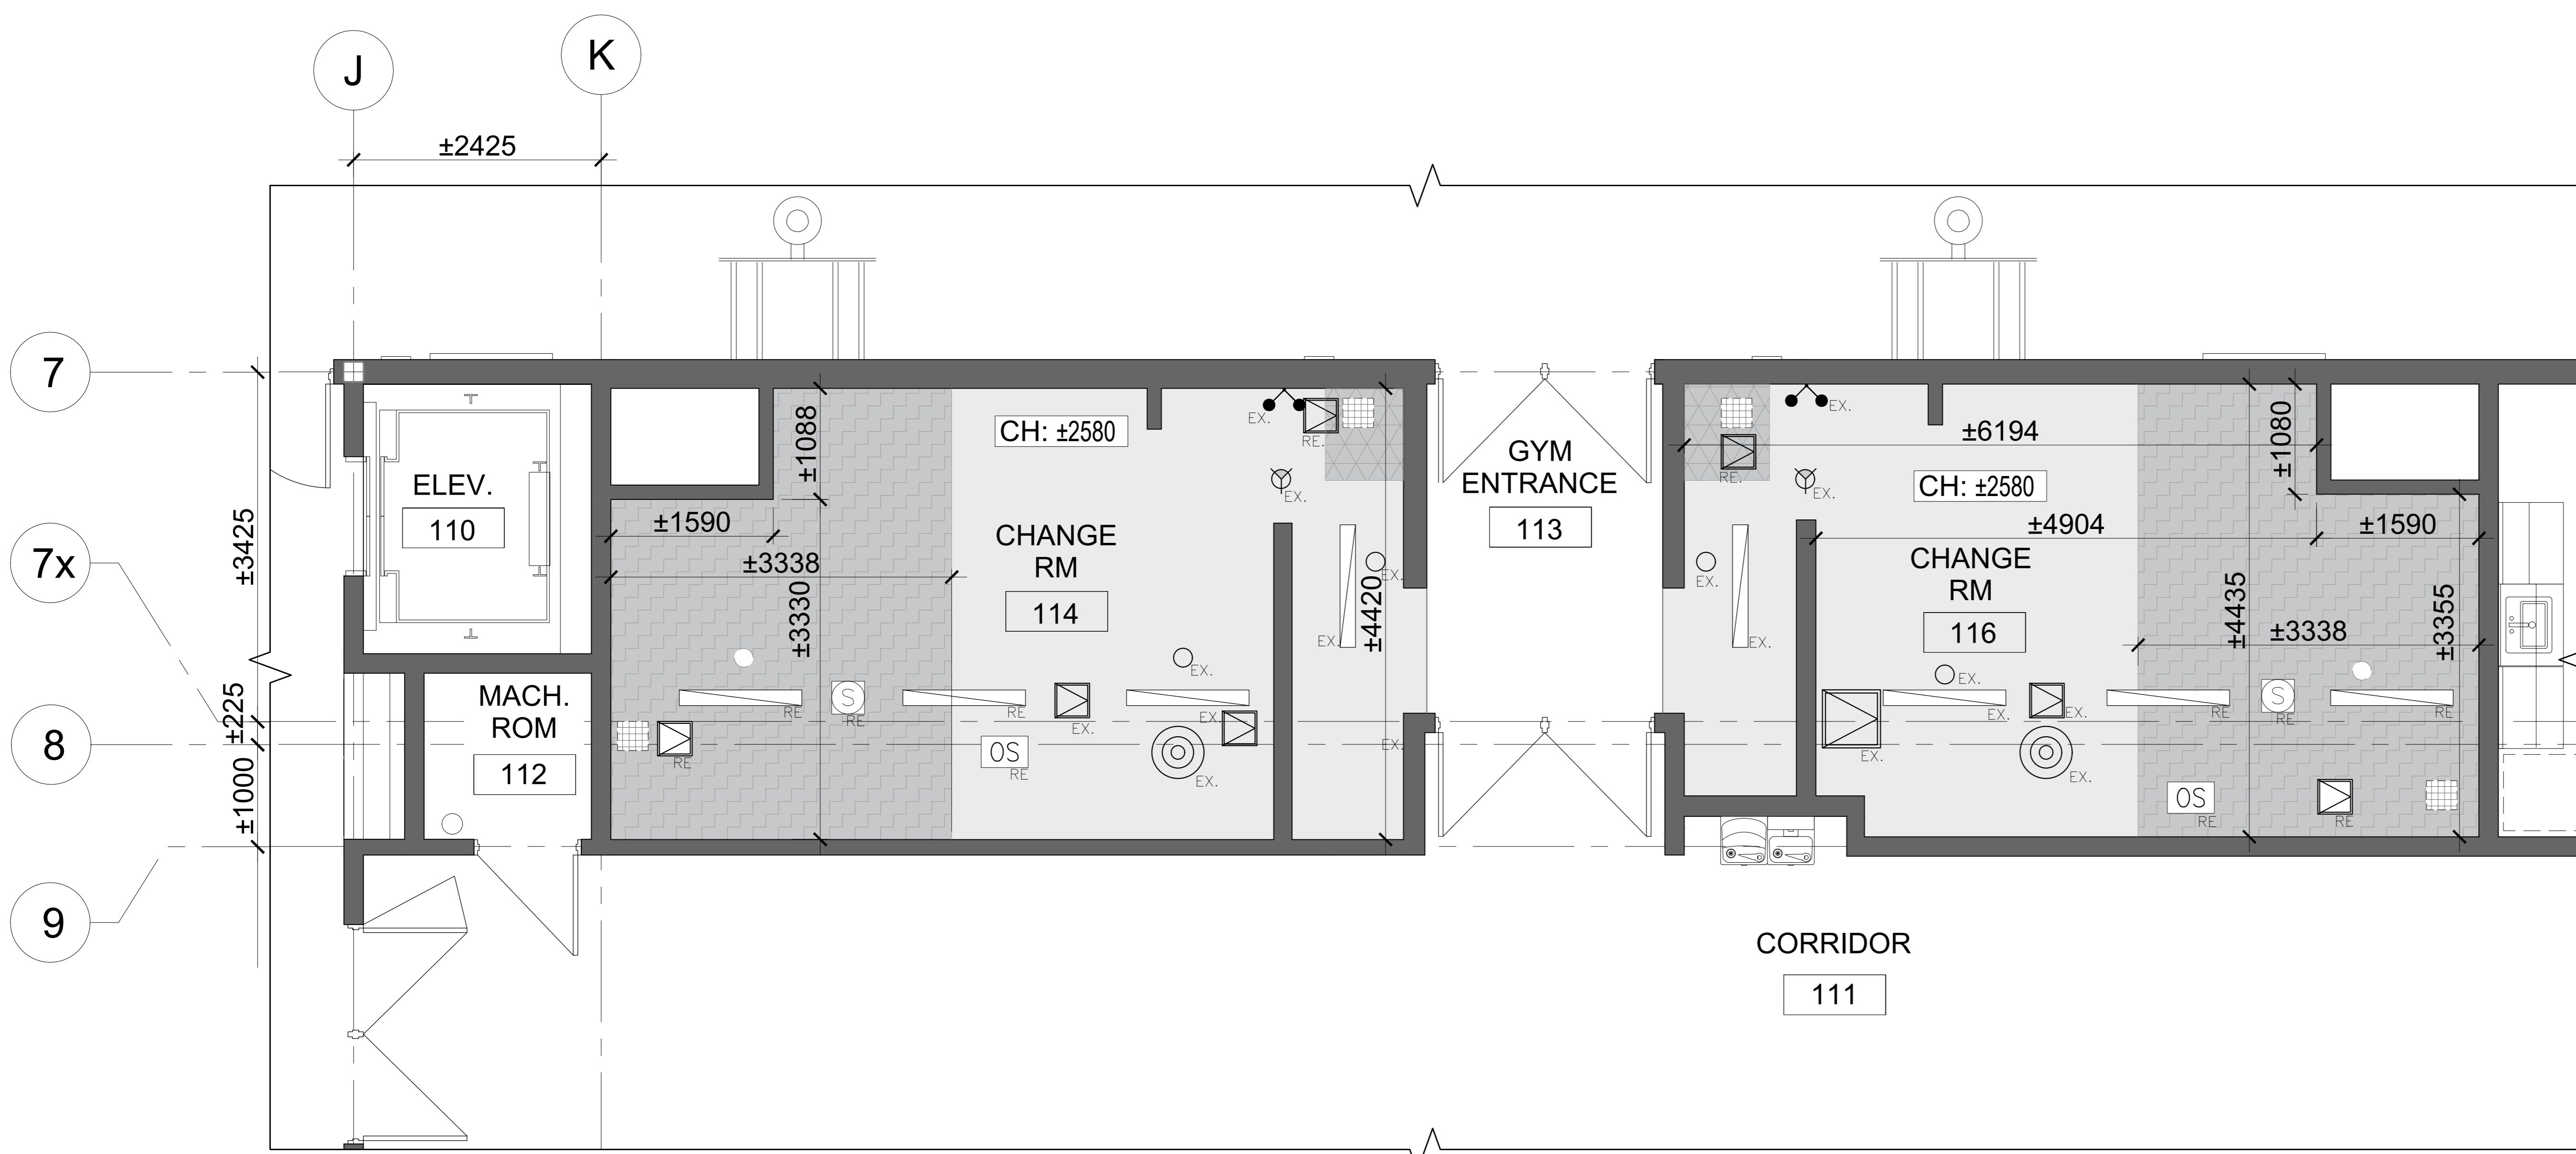 J
K
±2425
7
7x
8
9
±3425
±225
±1000
ELEV.
110
MACH.
ROM
112
±1088
±1590
±3338
±3330
CH: ±2580
CHANGE
RM
114
EX.
RE.
EX.
EX.
EX.
±4420
EX.
RE
RE
RE
EX.
EX.
S
RE
OS
RE
EX.
EX.
GYM
ENTRANCE
113
RE.
EX.
EX.
EX.
EX.
±6194
±1080
CH: ±2580
±4904
±1590
CHANGE
RM
116
±4435
±3338
±3355
EX.
EX.
EX.
EX.
RE
S
RE
RE
EX.
OS
RE
RE
CORRIDOR
111